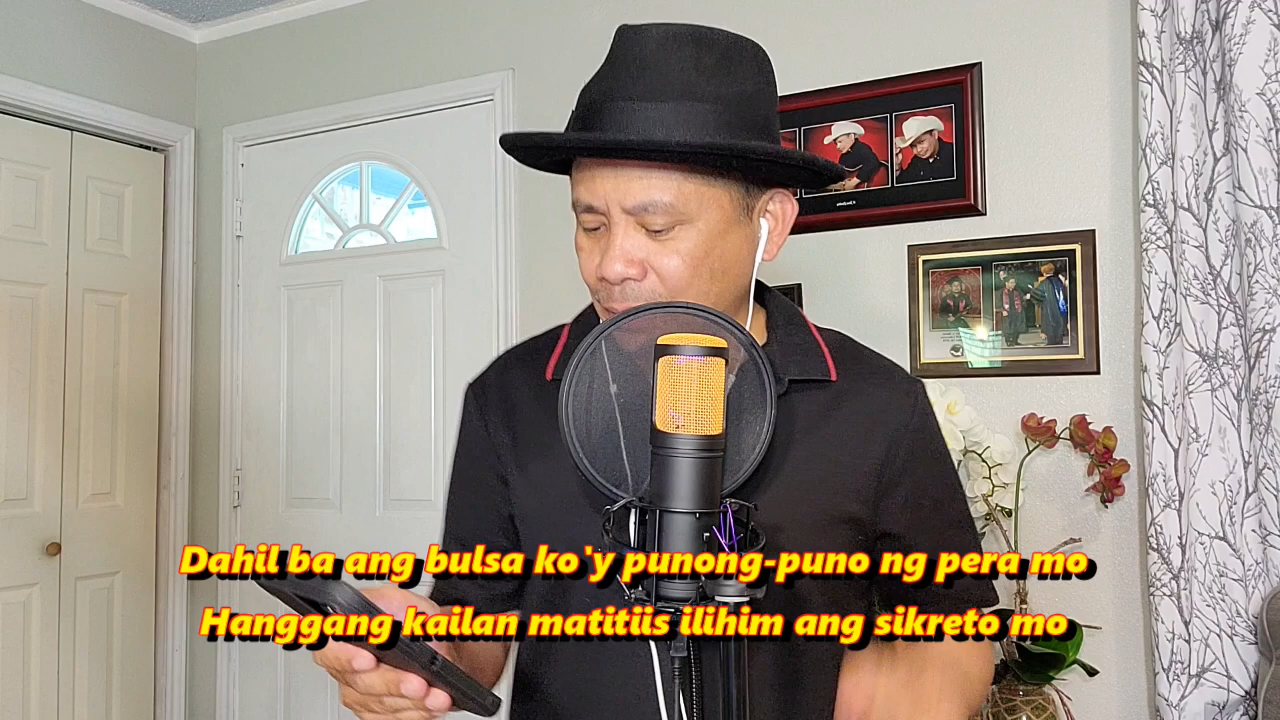 Dahil ba ang bulsa ko'y punong-puno ng pera mo
Hanggang kailan matitiis ilihim ang sikreto mo